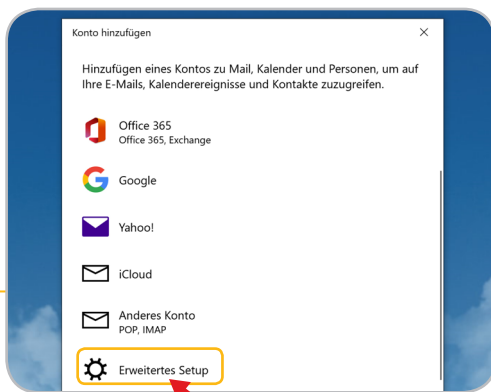 Konto hinzufügen
Hinzufügen eines Kontos zu Mail, Kalender und Personen, um auf
Ihre E-Mails, Kalenderereignisse und Kontakte zuzugreifen.
Office 365
Office 365, Exchange
Google
Yahoo!
iCloud
Anderes Konto
POP, IMAP
Erweitertes Setup